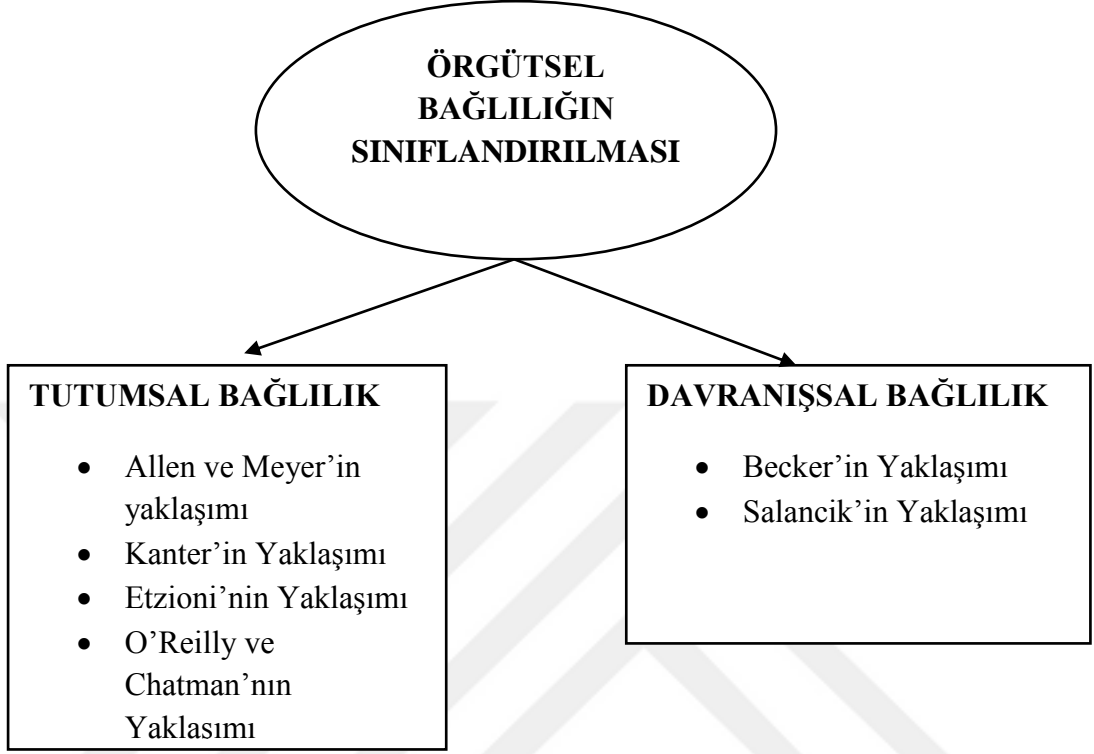 ÖRGÜTSEL
BAĞLILIĞIN
SINIFLANDIRILMASI
TUTUMSAL BAĞLILIK
• Allen ve Meyer’in
yaklaşımı
• Kanter’in Yaklaşımı
• Etzioni’nin Yaklaşımı
• O’Reilly ve
Chatman’nın
Yaklasımı
DAVRANIŞSAL BAĞLILIK
• Becker’in Yaklaşımı
• Salancik’in Yaklaşımı